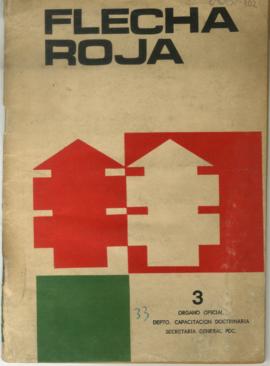 FLECHA
ROJA
3
33
ORGANO OFICIAL
DEPTO. CAPACITACION DOCTRINARIA
SECRETARIA GENERAL PDC.